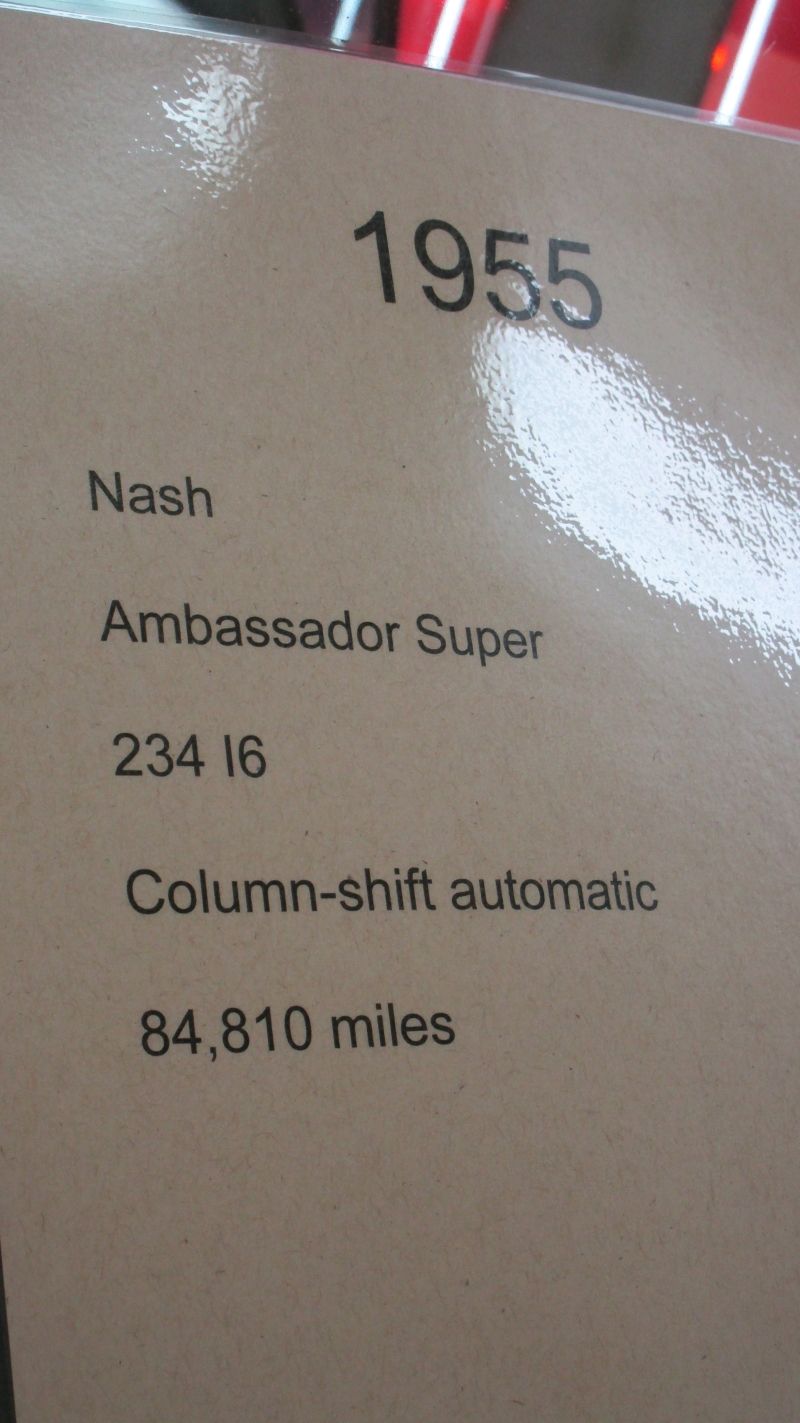 1955
Nash
Ambassador Super
234 I6
Column-shift automatic
84,810 miles